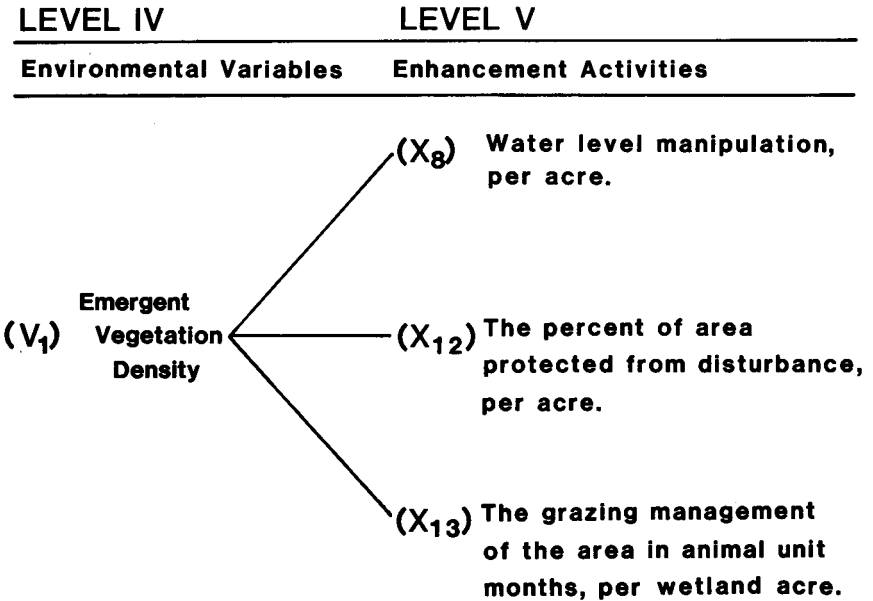 LEVEL IV LEVEL V
Environmental Variables Enhancement Activities
(X8) Water level manipulation,
per acre.
Emergent
(V1) Vegetation
Density
(X12) The percent of area
protected from disturbance,
per acre.
(X13) The grazing management
of the area in animal unit
months, per wetland acre.